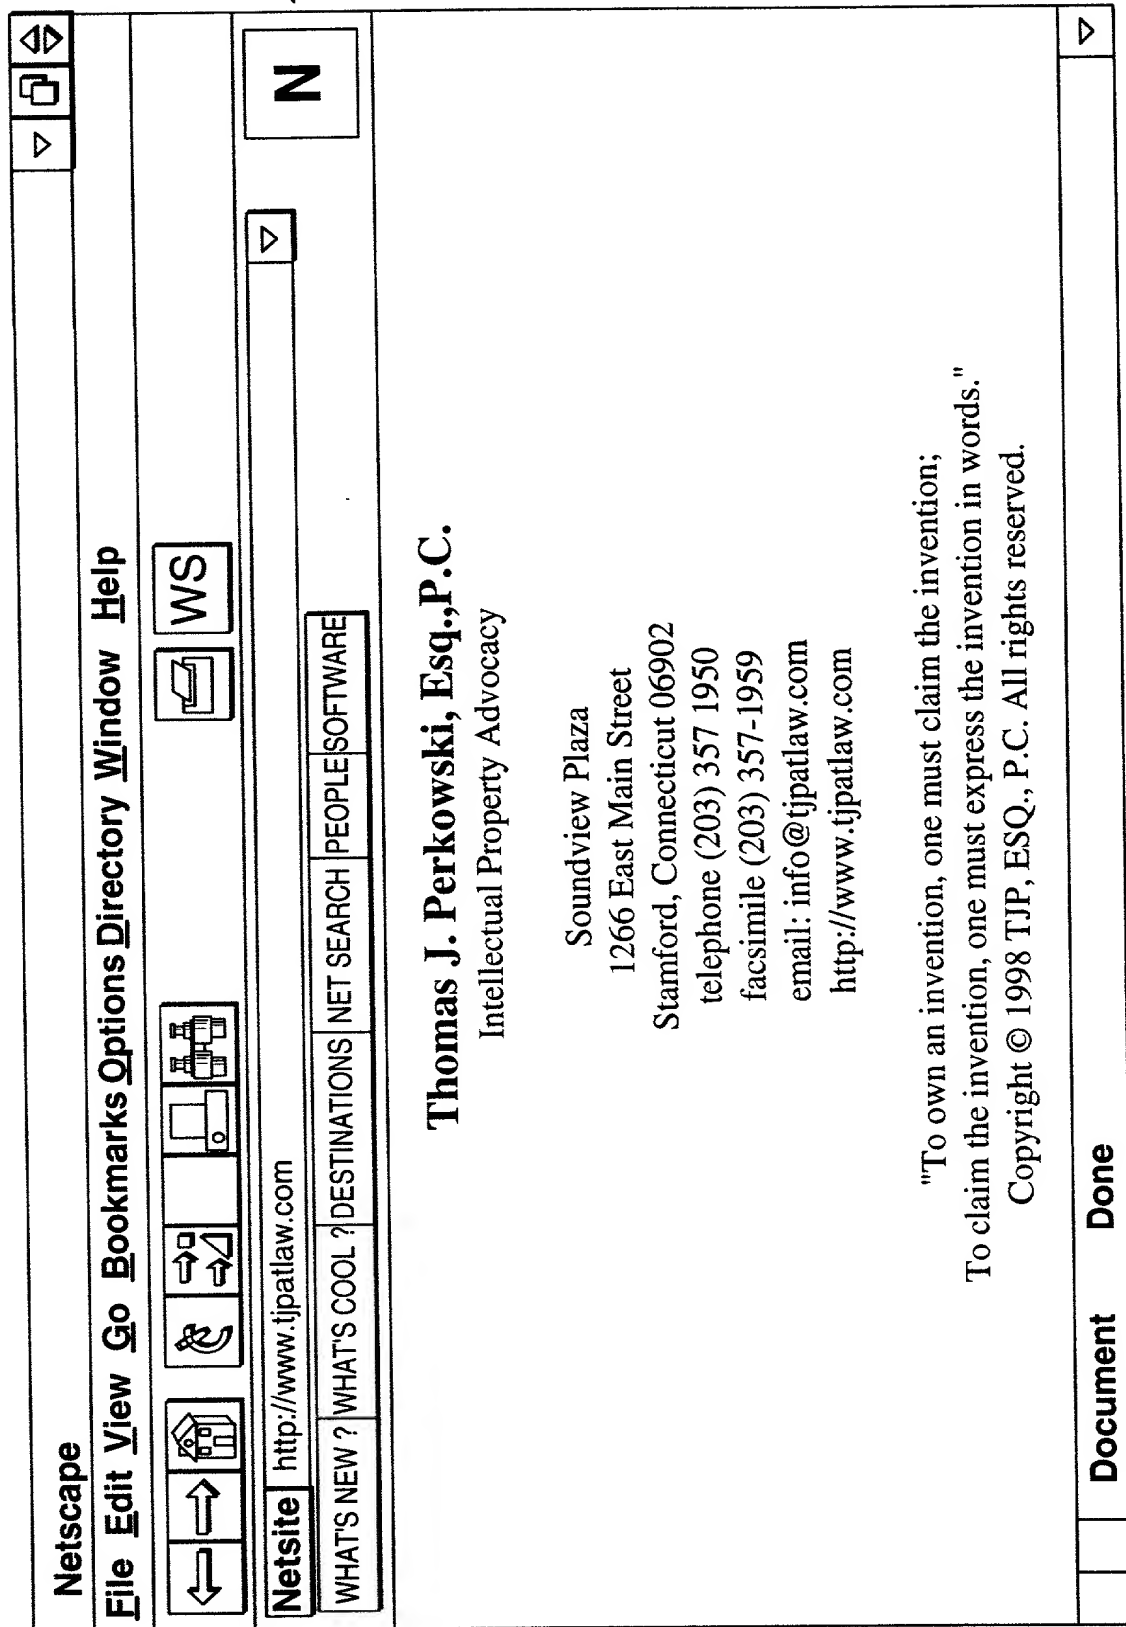 Netscape
File Edit View Go Bookmarks Options Directory Window Help
WS
Netsite http://www.tjpatlaw.com
N
WHAT'S NEW ? WHAT'S COOL ? DESTINATIONS NET SEARCH PEOPLE SOFTWARE
Thomas J. Perkowski, Esq.,P.C.
Intellectual Property Advocacy
Soundview Plaza
1266 East Main Street
Stamford, Connecticut 06902
telephone (203) 357 1950
facsimile (203) 357-1959
email: info@tjpatlaw.com
http://www.tjpatlaw.com
"To own an invention, one must claim the invention;
To claim the invention, one must express the invention in words."
Copyright © 1998 TJP, ESQ., P.C. All rights reserved.
Document Done